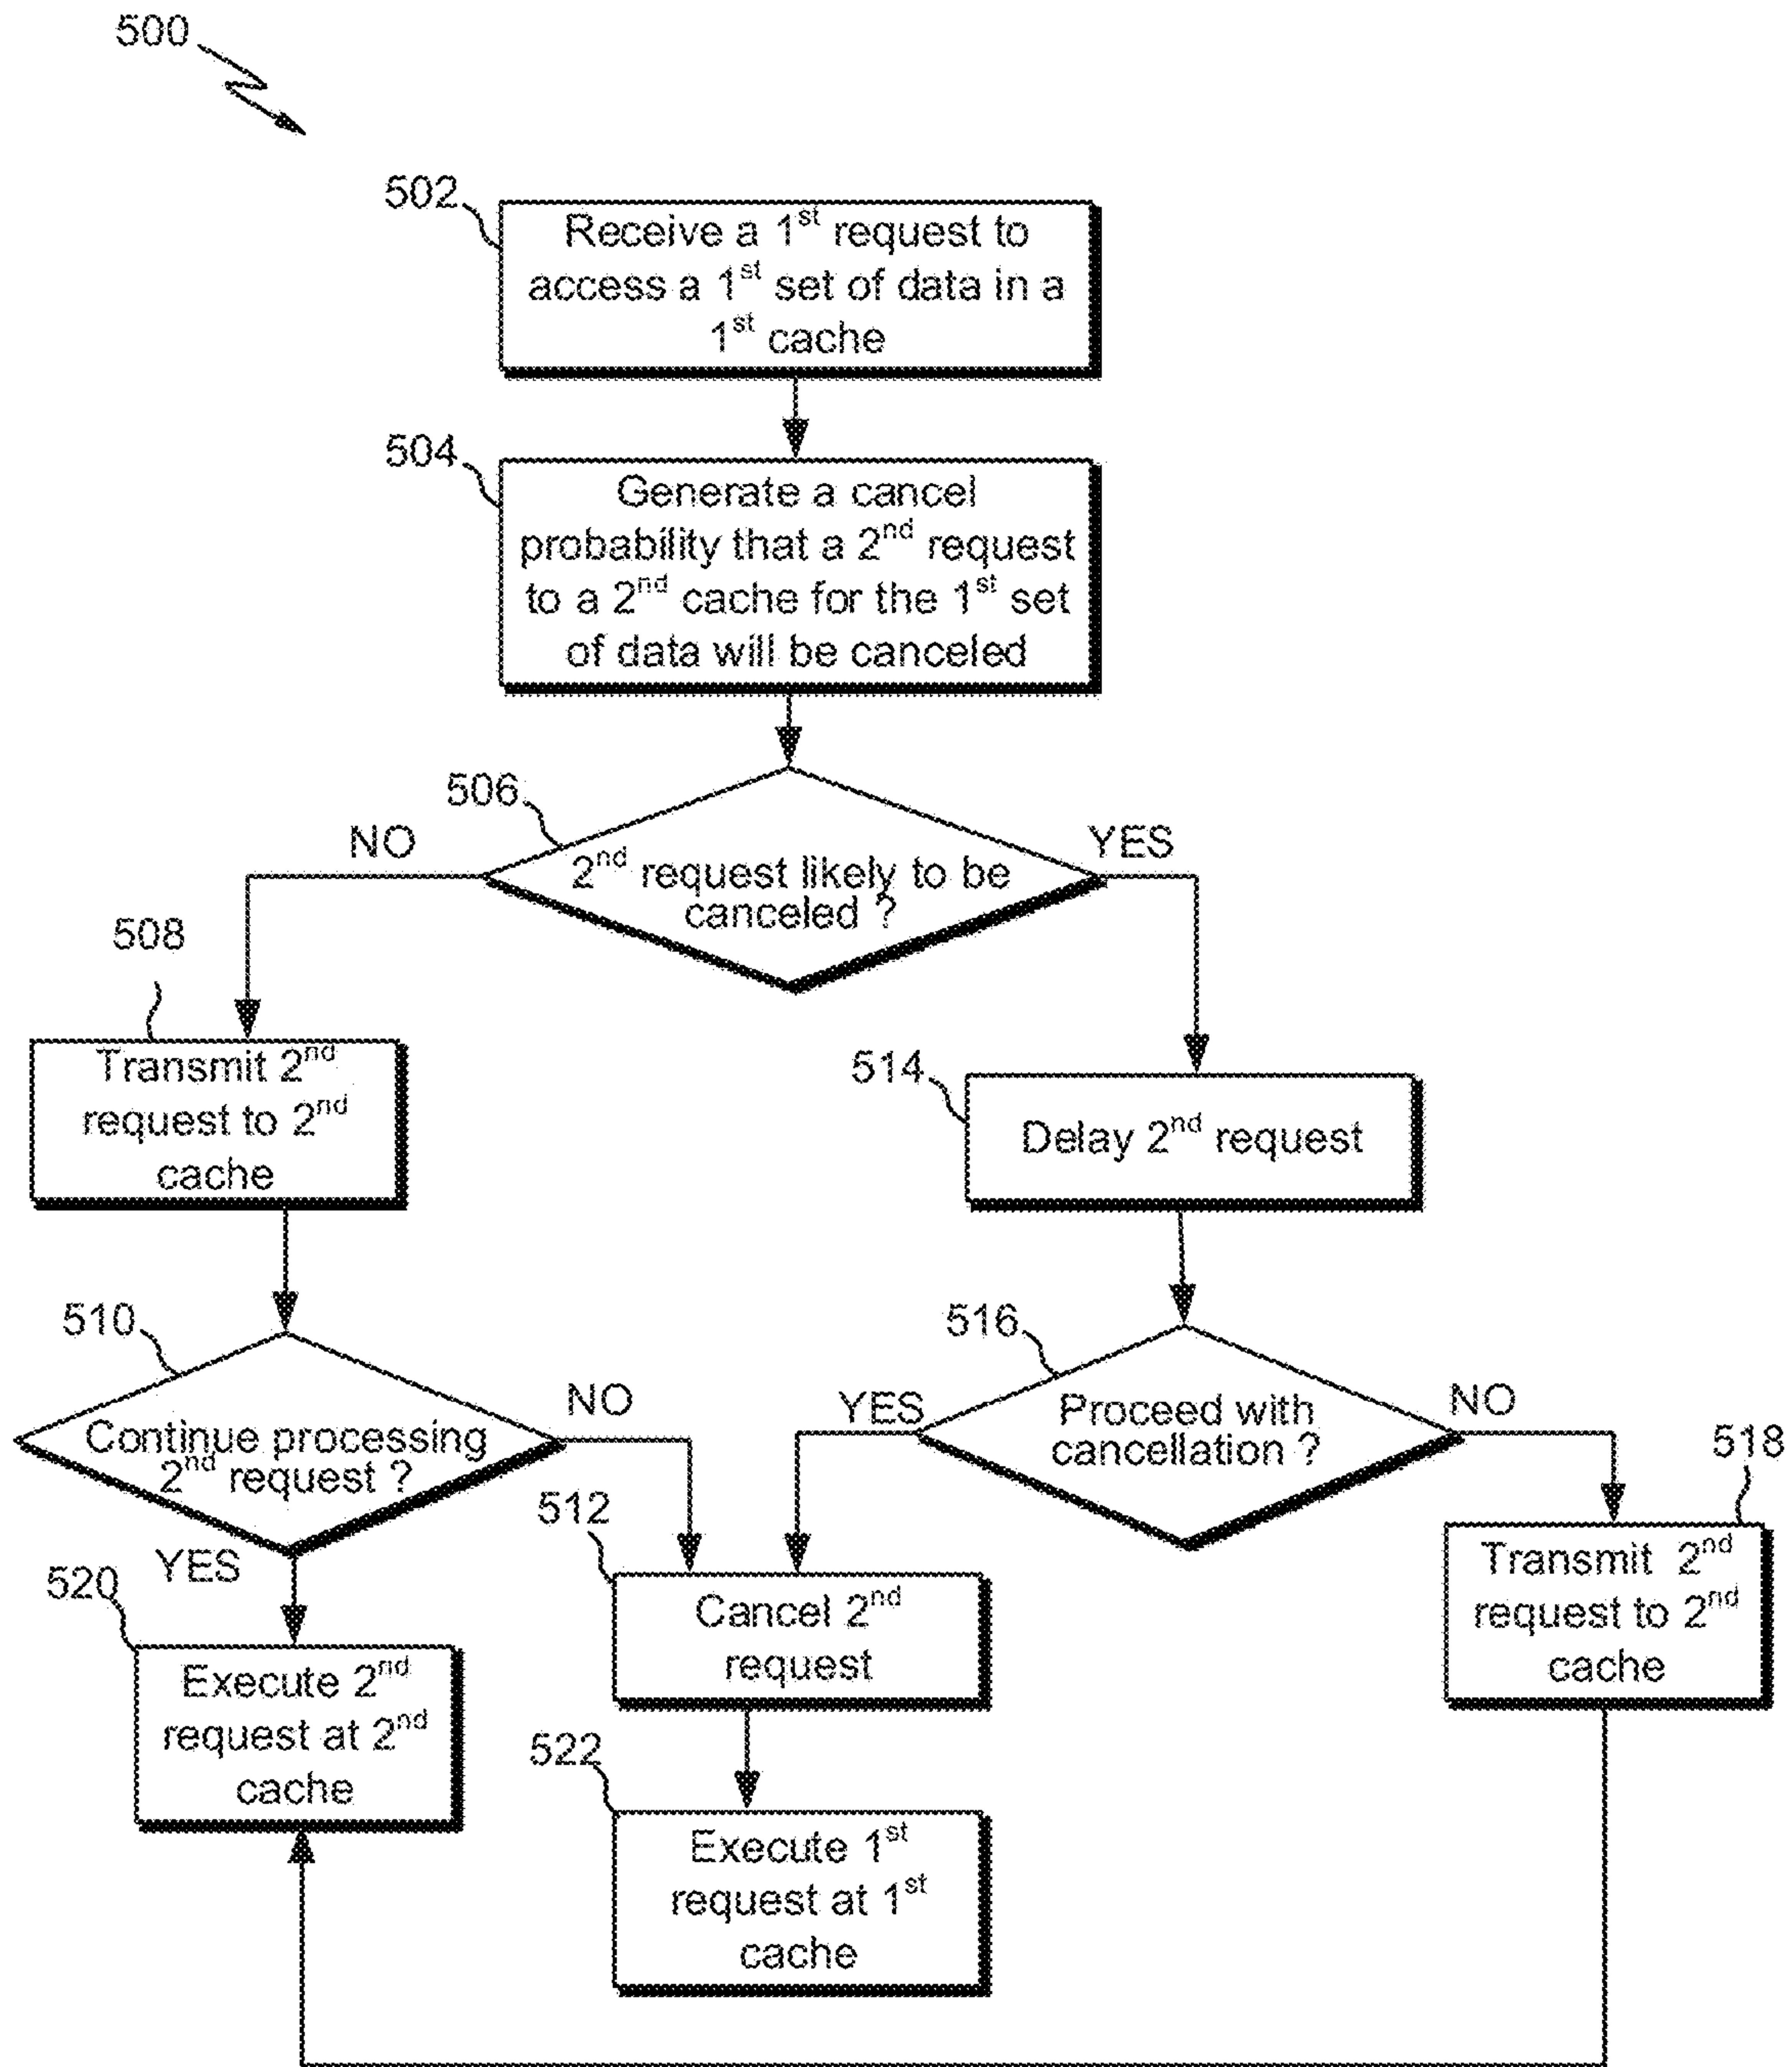 500
502
Receive a 1st request to
access a 1st set of data in a
1st cache
504
Generate a cancel
probability that a 2nd request
to a 2nd cache for the 1st set
of data will be canceled
506
NO
YES
2nd request likely to be
canceled ?
508
Transmit 2nd
request to 2nd
cache
514
Delay 2nd request
510
Continue processing
2nd request ?
NO
YES
516
Proceed with
cancellation ?
YES
NO
512
Cancel 2nd
request
518
Transmit 2nd
request to 2nd
cache
520
Execute 2nd
request at 2nd
cache
522
Execute 1st
request at 1st
cache